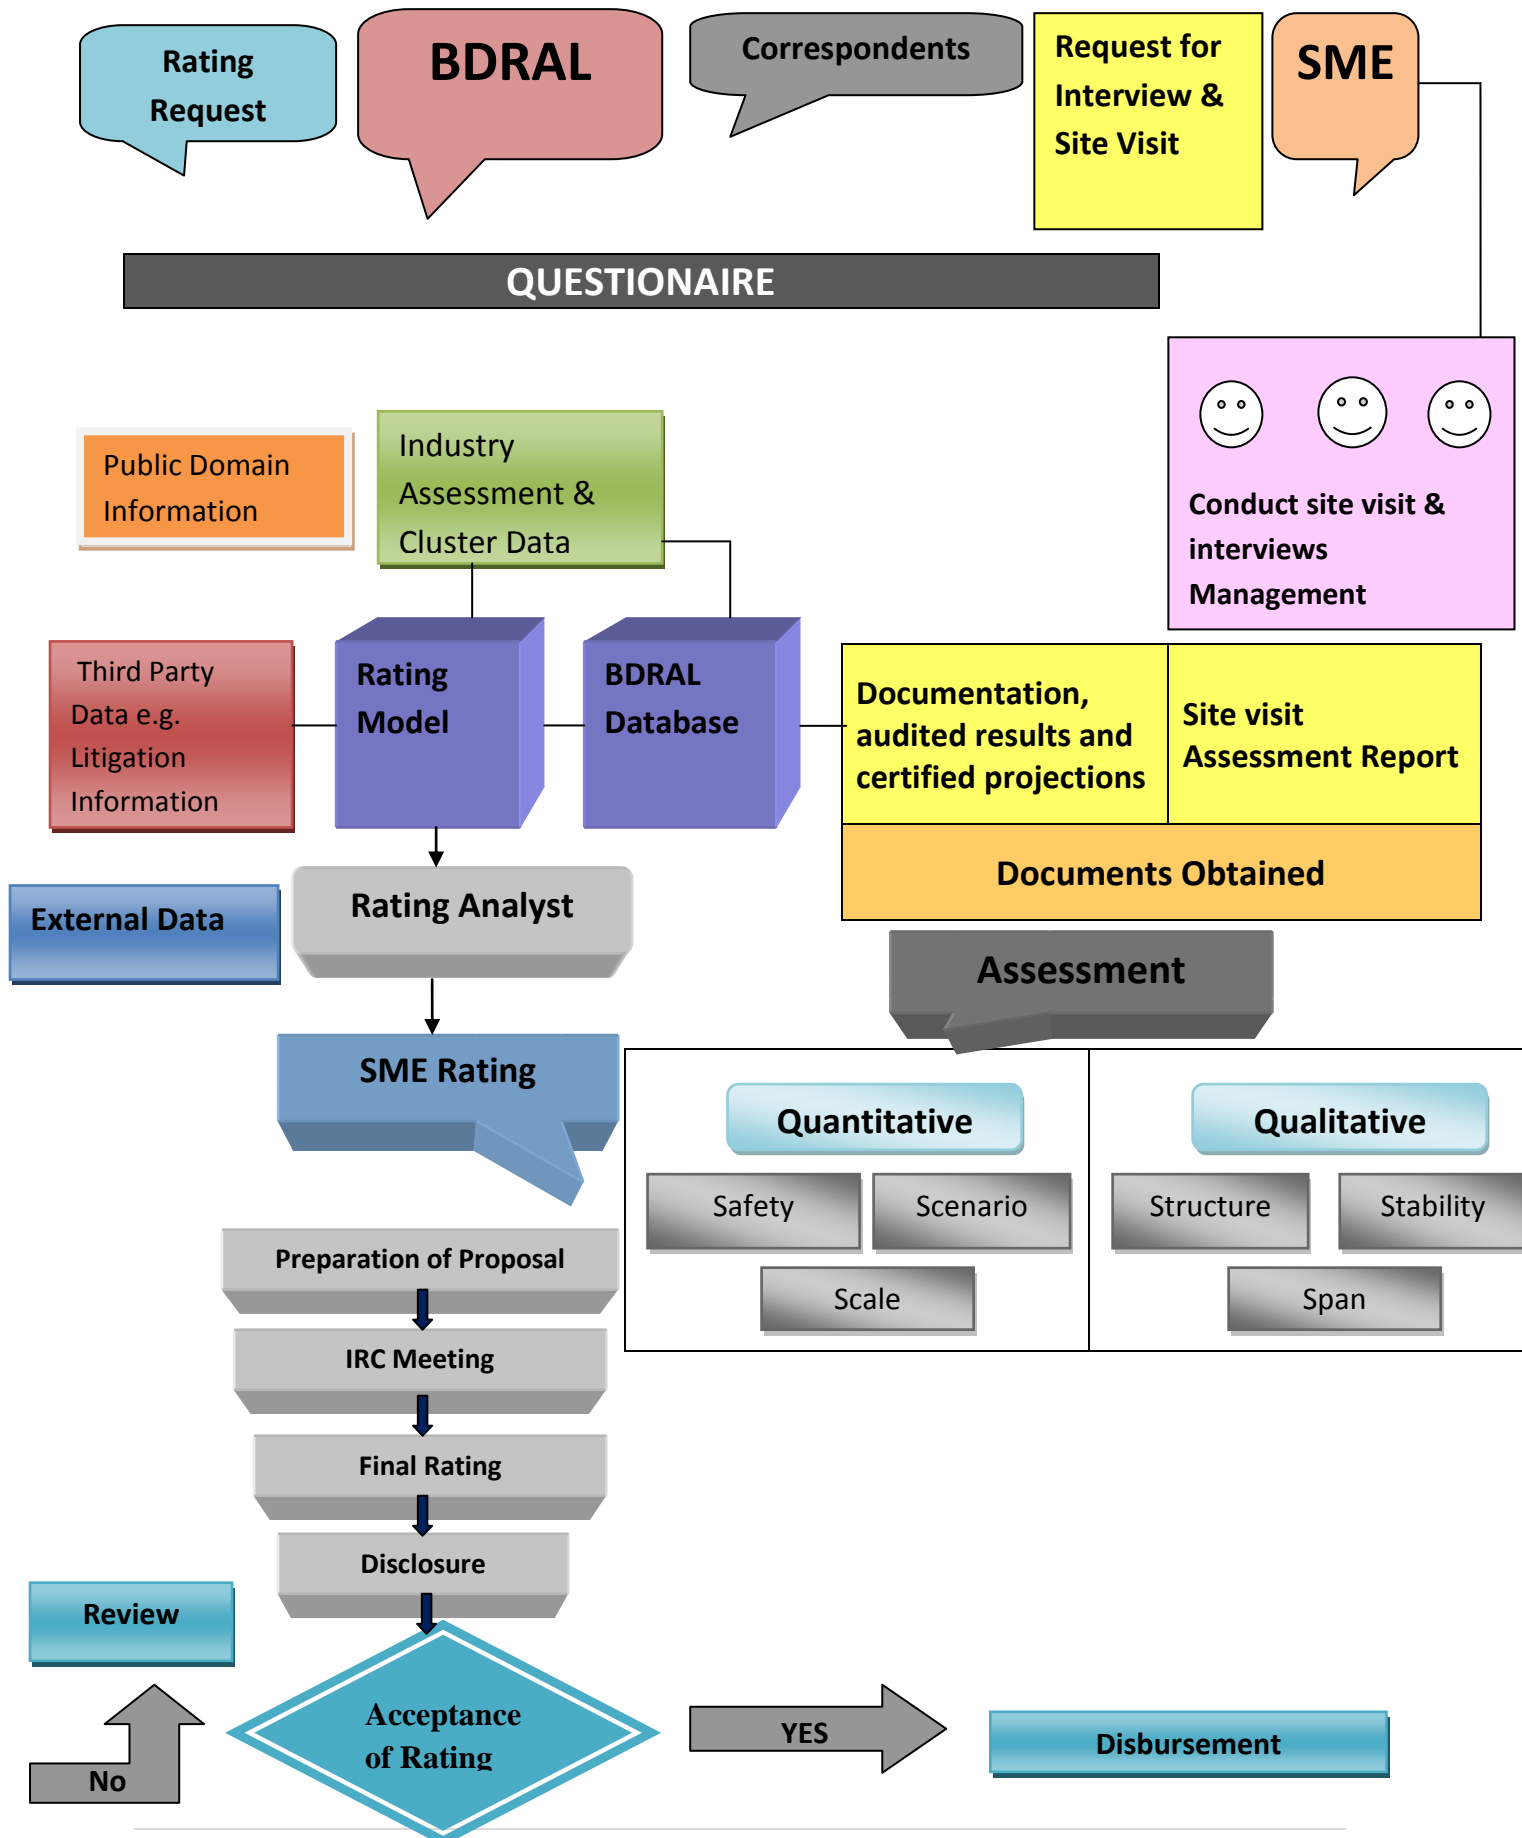 Rating
Request
BDRAL
Correspondents
Request for
Interview &
Site Visit
SME
QUESTIONAIRE
Conduct site visit &
interviews
Management
Public Domain
Information
Industry
Assessment &
Cluster Data
Third Party
Data e.g.
Litigation
Information
Rating
Model
BDRAL
Database
Documentation,
audited results and
certified projections
Site visit
Assessment Report
Documents Obtained
External Data
Rating Analyst
Assessment
SME Rating
Quantitative
Qualitative
Safety
Scenario
Scale
Structure
Stability
Span
Preparation of Proposal
IRC Meeting
Final Rating
Disclosure
Review
No
Acceptance
of Rating
YES
Disbursement